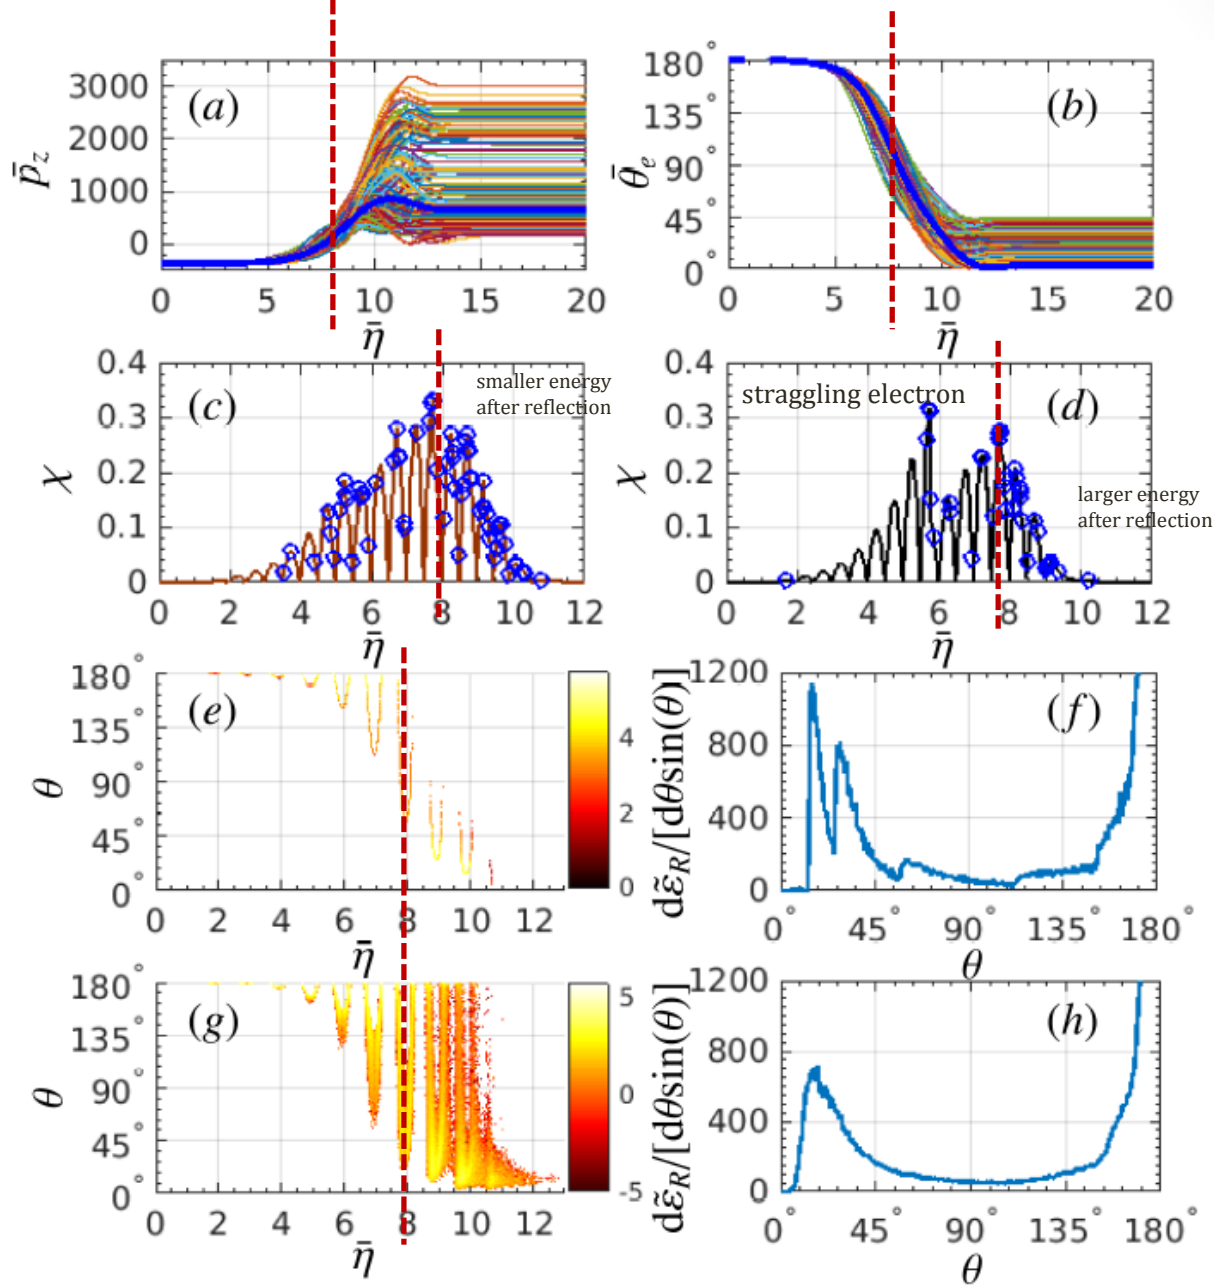 (a)
p̄_z
3000
2000
1000
0
0 5 10 15 20
η̄
(b)
θ̄_e
180°
135°
90°
45°
0°
0 5 10 15 20
η̄
(c)
smaller energy
after reflection
χ
0.4
0.3
0.2
0.1
0
0 2 4 6 8 10 12
η̄
(d)
straggling electron
larger energy
after reflection
χ
0.4
0.3
0.2
0.1
0
0 2 4 6 8 10 12
η̄
(e)
θ
180°
135°
90°
45°
0°
0 2 4 6 8 10 12
η̄
4
2
0
(f)
dε̃_R/[dθsin(θ)]
1200
800
400
0
0° 45° 90° 135° 180°
θ
(g)
θ
180°
135°
90°
45°
0°
0 2 4 6 8 10 12
η̄
5
0
-5
(h)
dε̃_R/[dθsin(θ)]
1200
800
400
0
0° 45° 90° 135° 180°
θ